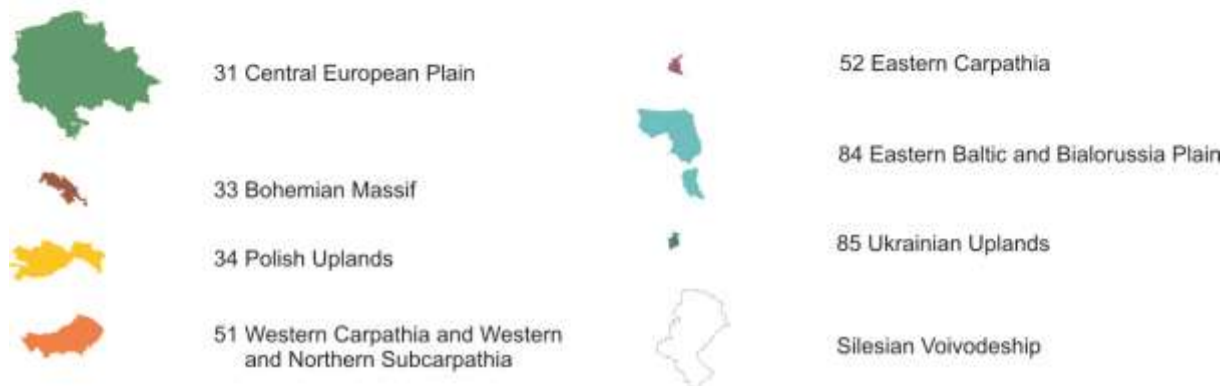 31 Central European Plain
33 Bohemian Massif
34 Polish Uplands
51 Western Carpathia and Western
and Northern Subcarpathia
52 Eastern Carpathia
84 Eastern Baltic and Bialorussia Plain
85 Ukrainian Uplands
Silesian Voivodeship